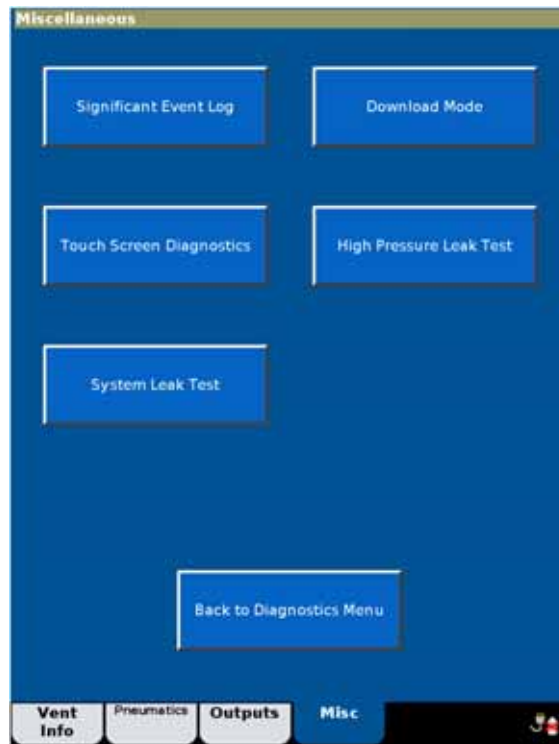 Miscellaneous
Significant Event Log
Download Mode
Touch Screen Diagnostics
High Pressure Leak Test
System Leak Test
Back to Diagnostics Menu
Vent
Info
Pneumatics
Outputs
Misc